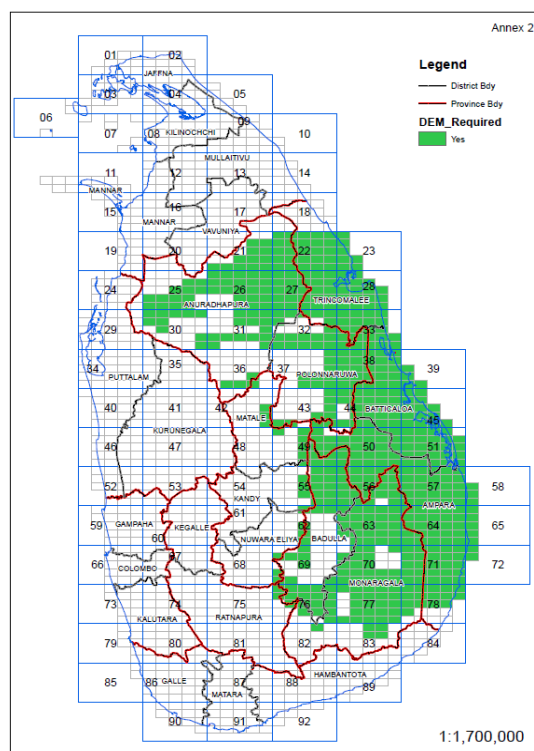 Annex 2
Legend
District Bdy
Province Bdy
DEM_Required
Yes
01 02
JAFFNA
03 04 05
06
07 08 09 10
KILINOCHCHI
MULLAITIVU
11 12 13 14
MANNAR
15 16 17 18
MANNAR
VAVUNIYA
19 20 21 22 23
24 25 26 27 28
ANURADHAPURA
TRINCOMALEE
29 30 31 32 33
34 35 36 37 38 39
PUTTALAM
POLONNARUWA
40 41 42 43 44
MATALE
BATTICALOA
45
KURUNEGALA
46 47 48 49 50 51
52 53 54 55 56 57 58
KANDY
AMPARA
59 60 61 62 63 64 65
GAMPAHA
KEGALLE
NUWARA ELIYA
BADULLA
66 67 68 69 70 71 72
COLOMBO
MONARAGALA
73 74 75 76 77 78
KALUTARA
RATNAPURA
79 80 81 82 83 84
85 86 87 88 89
GALLE
HAMBANTOTA
MATARA
90 91 92
1:1,700,000